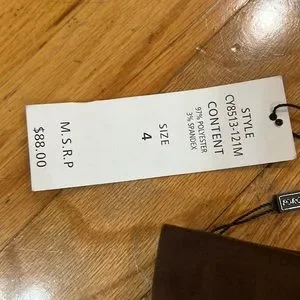 STYLE
CY8513-121M
CONTENT
97% POLYESTER
3% SPANDEX
SIZE
4
M.S.R.P
$88.00